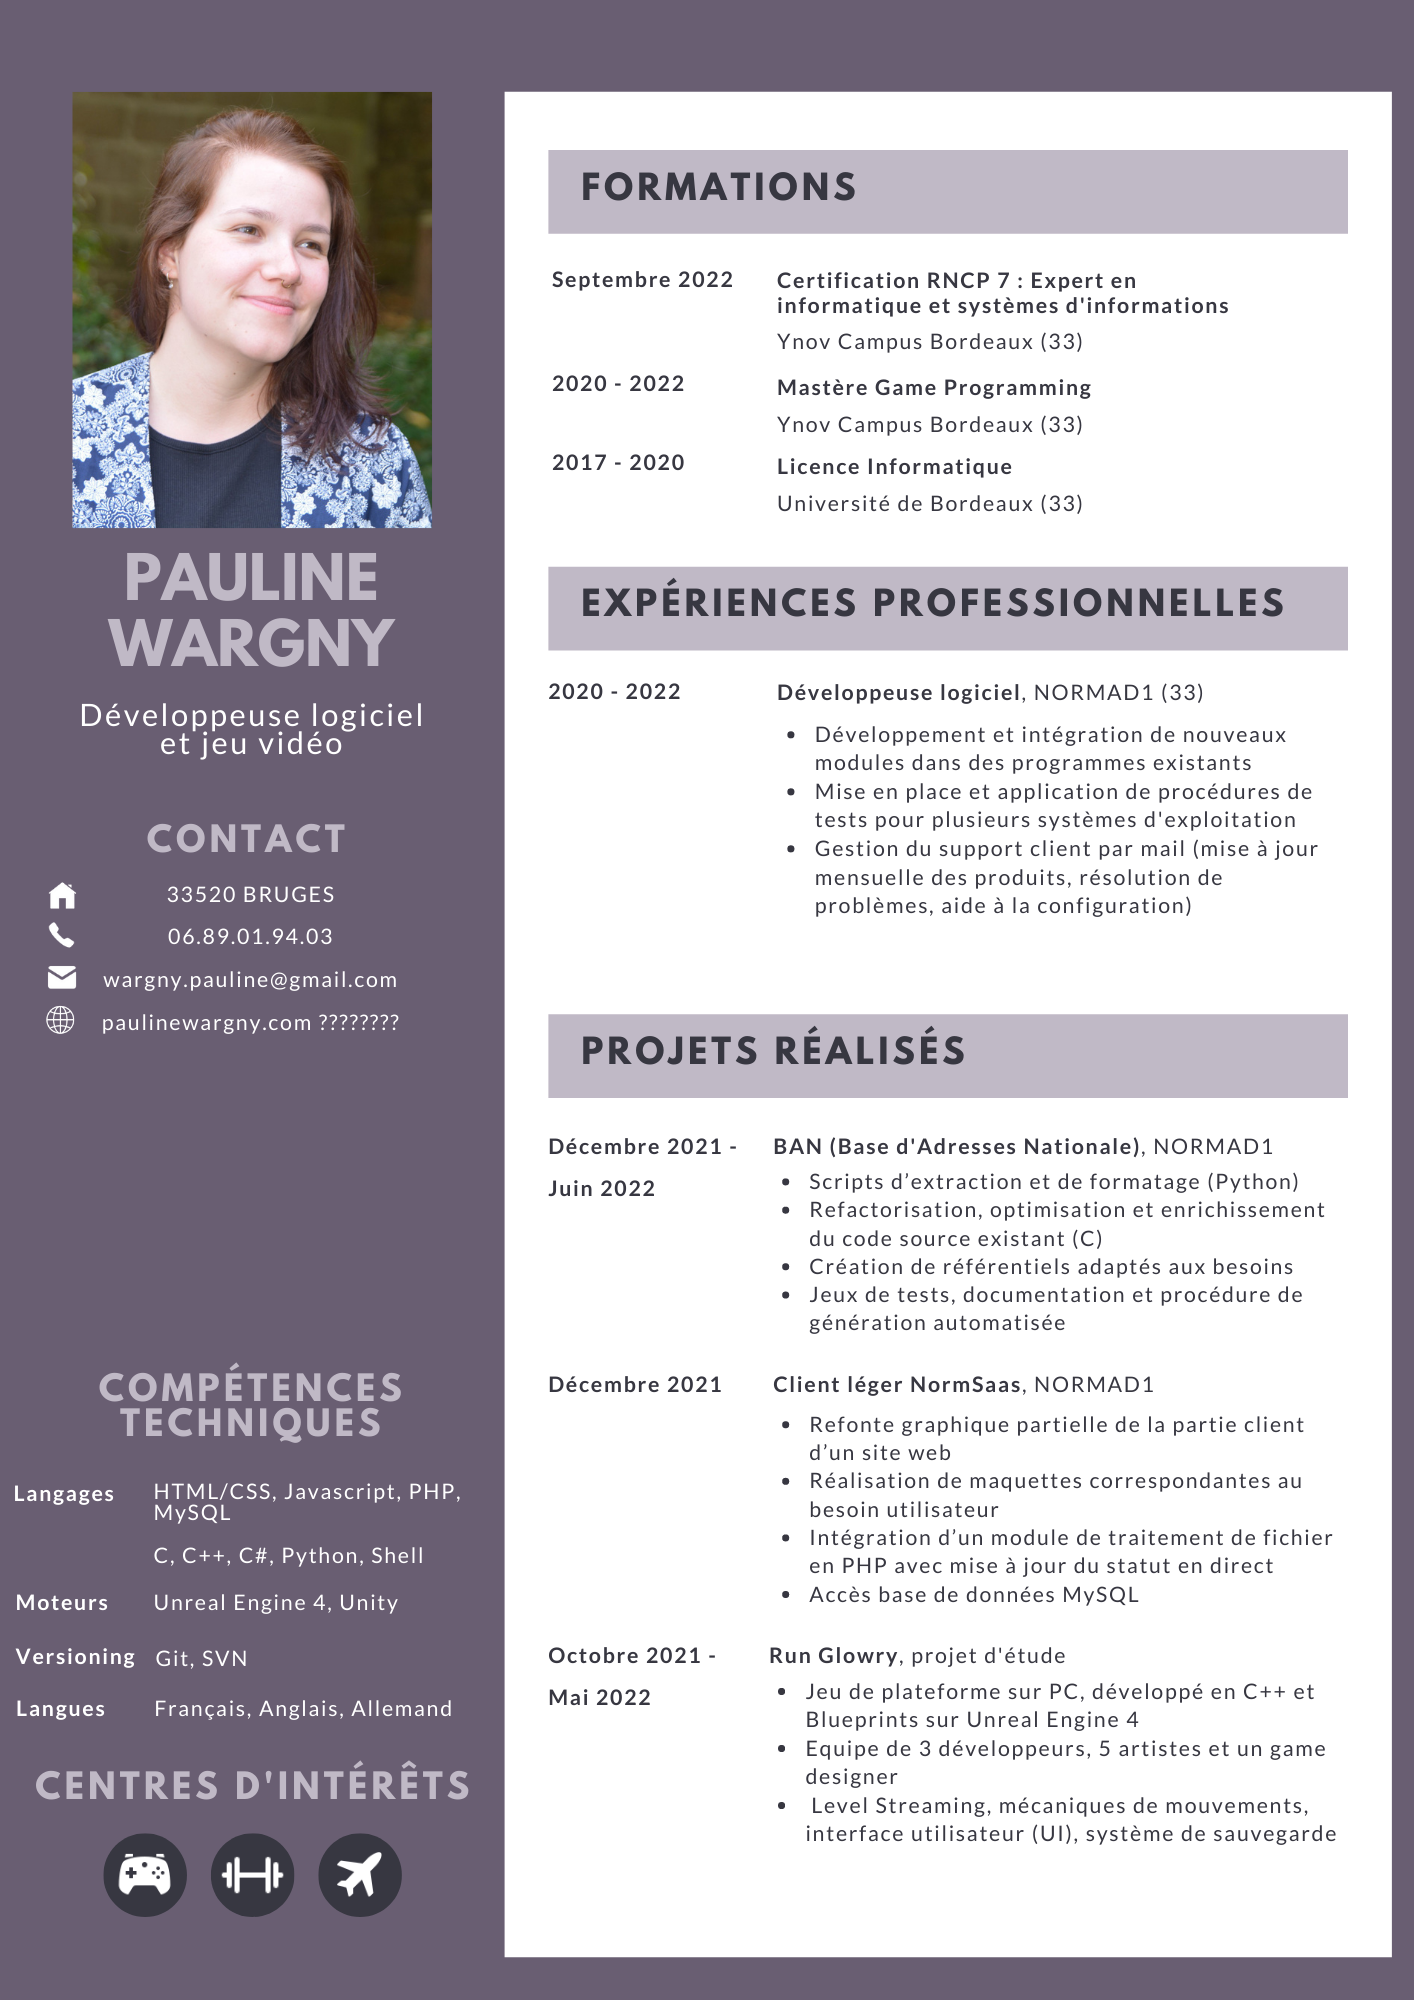 PAULINE
WARGNY
Développeuse logiciel
et jeu vidéo
CONTACT
33520 BRUGES
06.89.01.94.03
wargny.pauline@gmail.com
paulinewargny.com ????????
COMPÉTENCES
TECHNIQUES
Langages HTML/CSS, Javascript, PHP,
MySQL
C, C++, C#, Python, Shell
Moteurs Unreal Engine 4, Unity
Versioning Git, SVN
Langues Français, Anglais, Allemand
CENTRES D'INTÉRÊTS
FORMATIONS
Septembre 2022 Certification RNCP 7 : Expert en
informatique et systèmes d'informations
Ynov Campus Bordeaux (33)
2020 - 2022 Mastère Game Programming
Ynov Campus Bordeaux (33)
2017 - 2020 Licence Informatique
Université de Bordeaux (33)
EXPÉRIENCES PROFESSIONNELLES
2020 - 2022 Développeuse logiciel, NORMAD1 (33)
• Développement et intégration de nouveaux
modules dans des programmes existants
• Mise en place et application de procédures de
tests pour plusieurs systèmes d'exploitation
• Gestion du support client par mail (mise à jour
mensuelle des produits, résolution de
problèmes, aide à la configuration)
PROJETS RÉALISÉS
Décembre 2021 - BAN (Base d'Adresses Nationale), NORMAD1
Juin 2022
• Scripts d’extraction et de formatage (Python)
• Refactorisation, optimisation et enrichissement
du code source existant (C)
• Création de référentiels adaptés aux besoins
• Jeux de tests, documentation et procédure de
génération automatisée
Décembre 2021 Client léger NormSaas, NORMAD1
• Refonte graphique partielle de la partie client
d’un site web
• Réalisation de maquettes correspondantes au
besoin utilisateur
• Intégration d’un module de traitement de fichier
en PHP avec mise à jour du statut en direct
• Accès base de données MySQL
Octobre 2021 - Run Glowry, projet d'étude
Mai 2022
• Jeu de plateforme sur PC, développé en C++ et
Blueprints sur Unreal Engine 4
• Equipe de 3 développeurs, 5 artistes et un game
designer
• Level Streaming, mécaniques de mouvements,
interface utilisateur (UI), système de sauvegarde